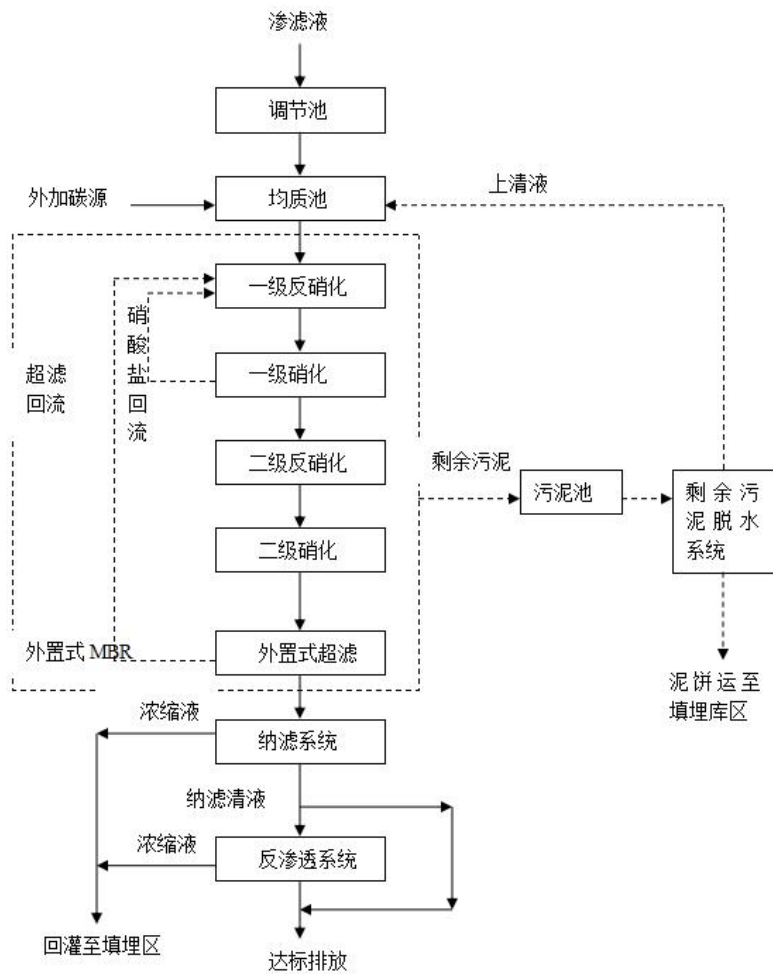 渗滤液
调节池
外加碳源
均质池
上清液
一级反硝化
硝
酸
盐
回
流
超滤
回流
一级硝化
二级反硝化
剩余污泥
污泥池
剩余污
泥脱水
系统
二级硝化
外置式 MBR
外置式超滤
泥饼运至
填埋库区
浓缩液
纳滤系统
纳滤清液
浓缩液
反渗透系统
回灌至填埋区
达标排放